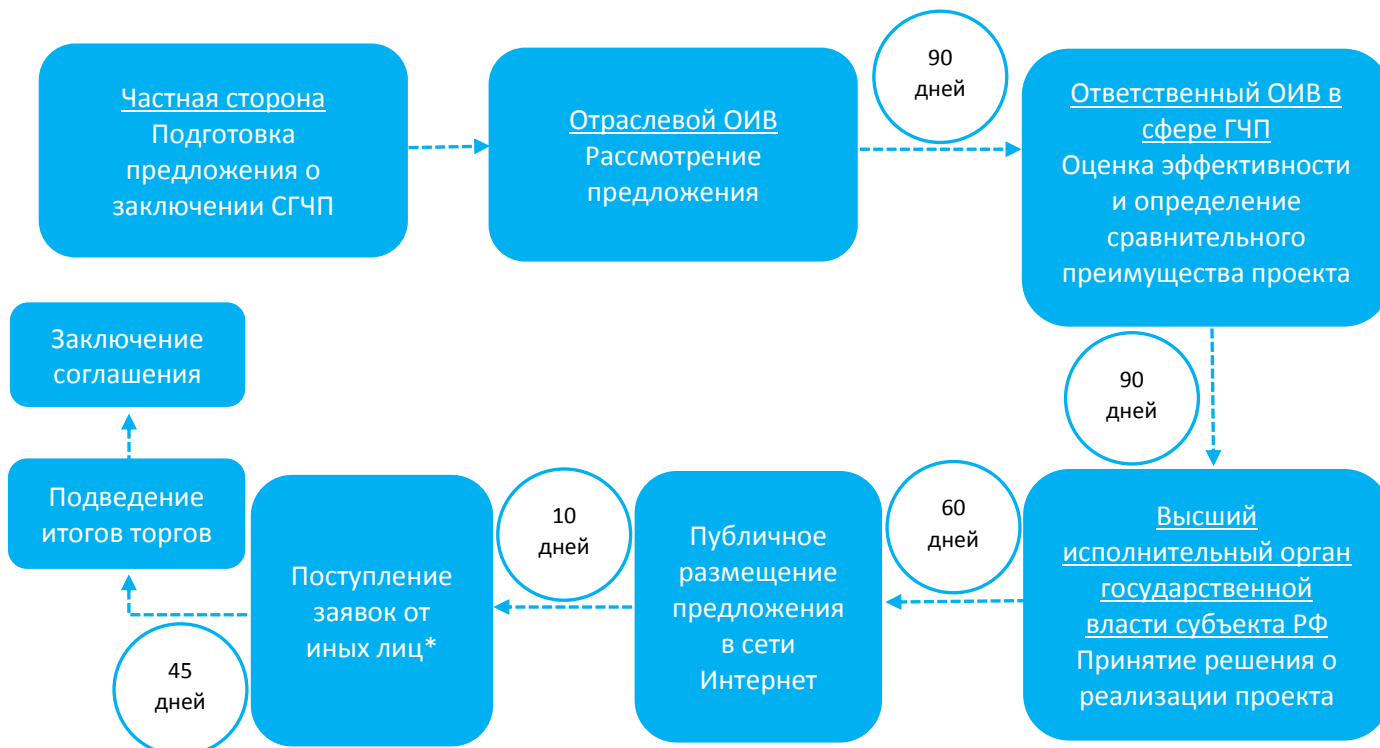 Частная сторона
Подготовка
предложения о
заключении СГЧП
Отраслевой ОИВ
Рассмотрение
предложения
90
дней
Ответственный ОИВ в
сфере ГЧП
Оценка эффективности
и определение
сравнительного
преимущества проекта
90
дней
Высший
исполнительный орган
государственной
власти субъекта РФ
Принятие решения о
реализации проекта
60
дней
Публичное
размещение
предложения
в сети
Интернет
10
дней
Поступление
заявок от
иных лиц*
45
дней
Подведение
итогов торгов
Заключение
соглашения